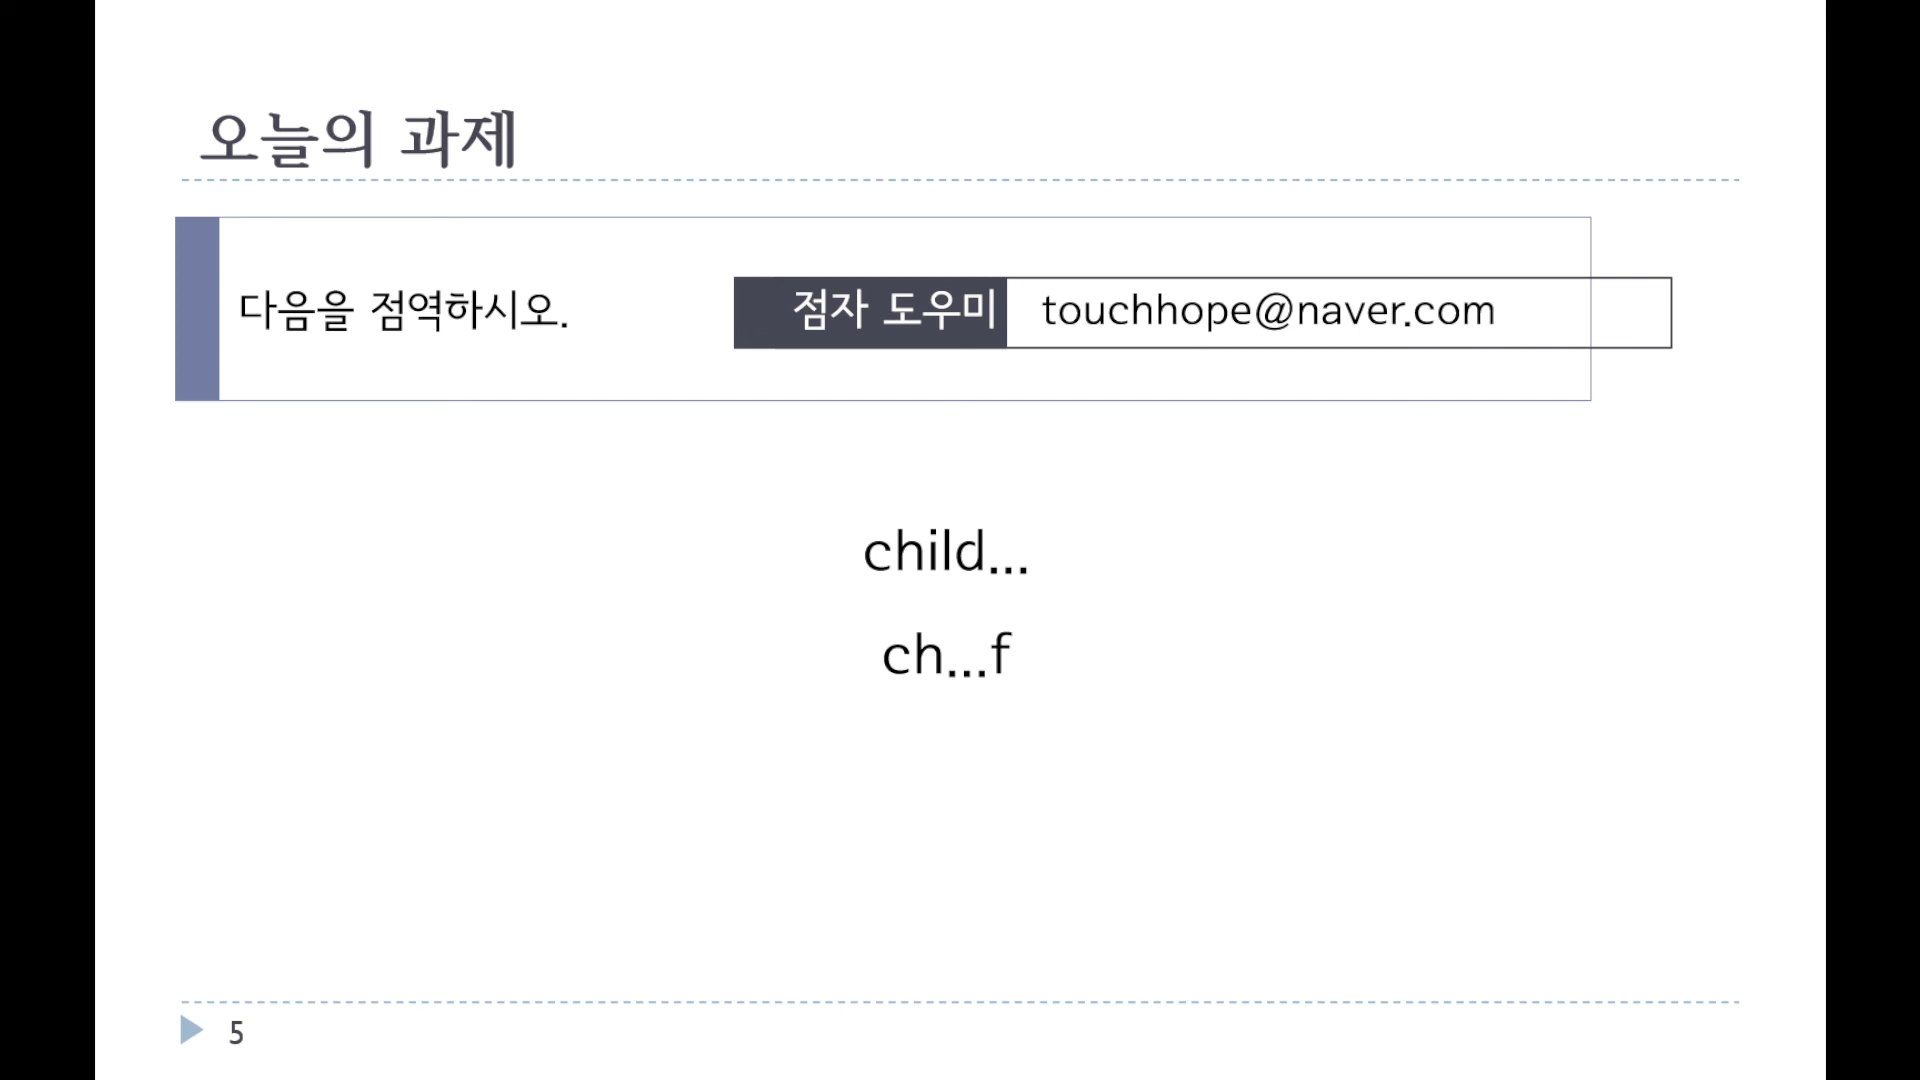 오늘의 과제
다음을 점역하시오.
점자 도우미 touchhope@naver.com
child...
ch...f
5